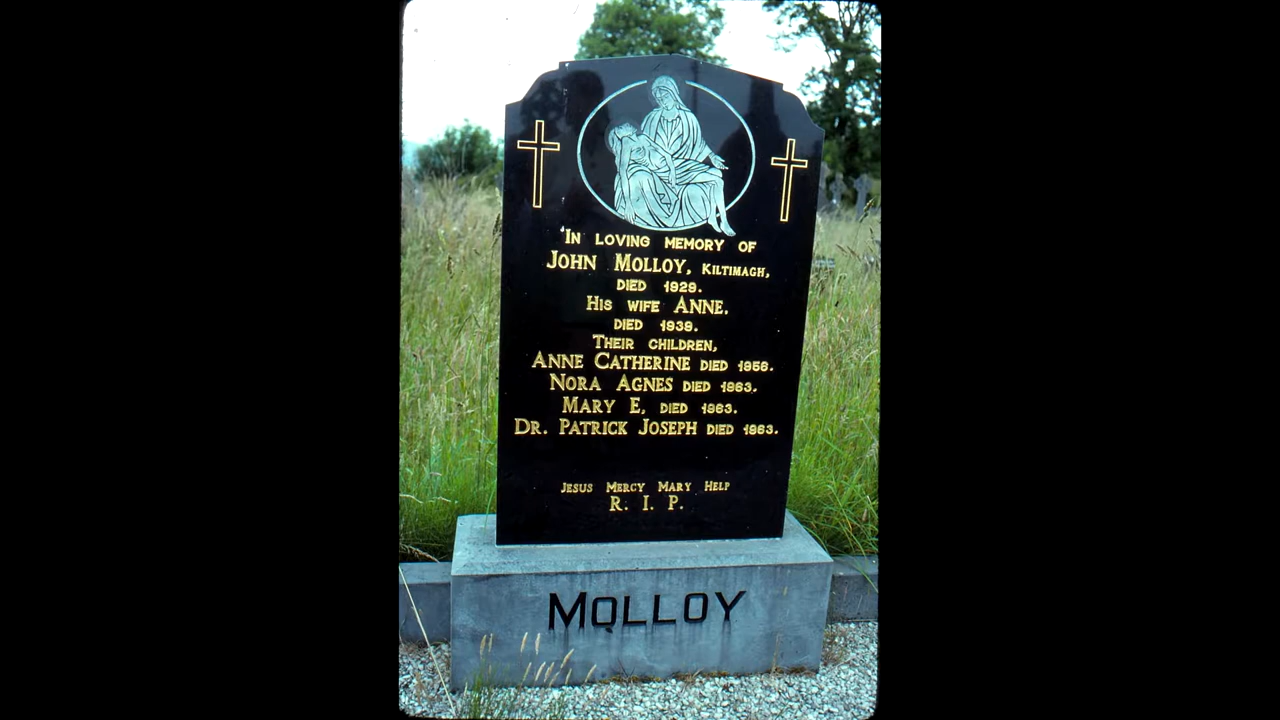 In loving memory of
John Molloy, Kiltimagh,
died 1929.
His wife Anne.
died 1939.
Their children,
Anne Catherine died 1958.
Nora Agnes died 1963.
Mary E, died 1963.
Dr. Patrick Joseph died 1963.
Jesus Mercy Mary Help
R. I. P.
MOLLOY